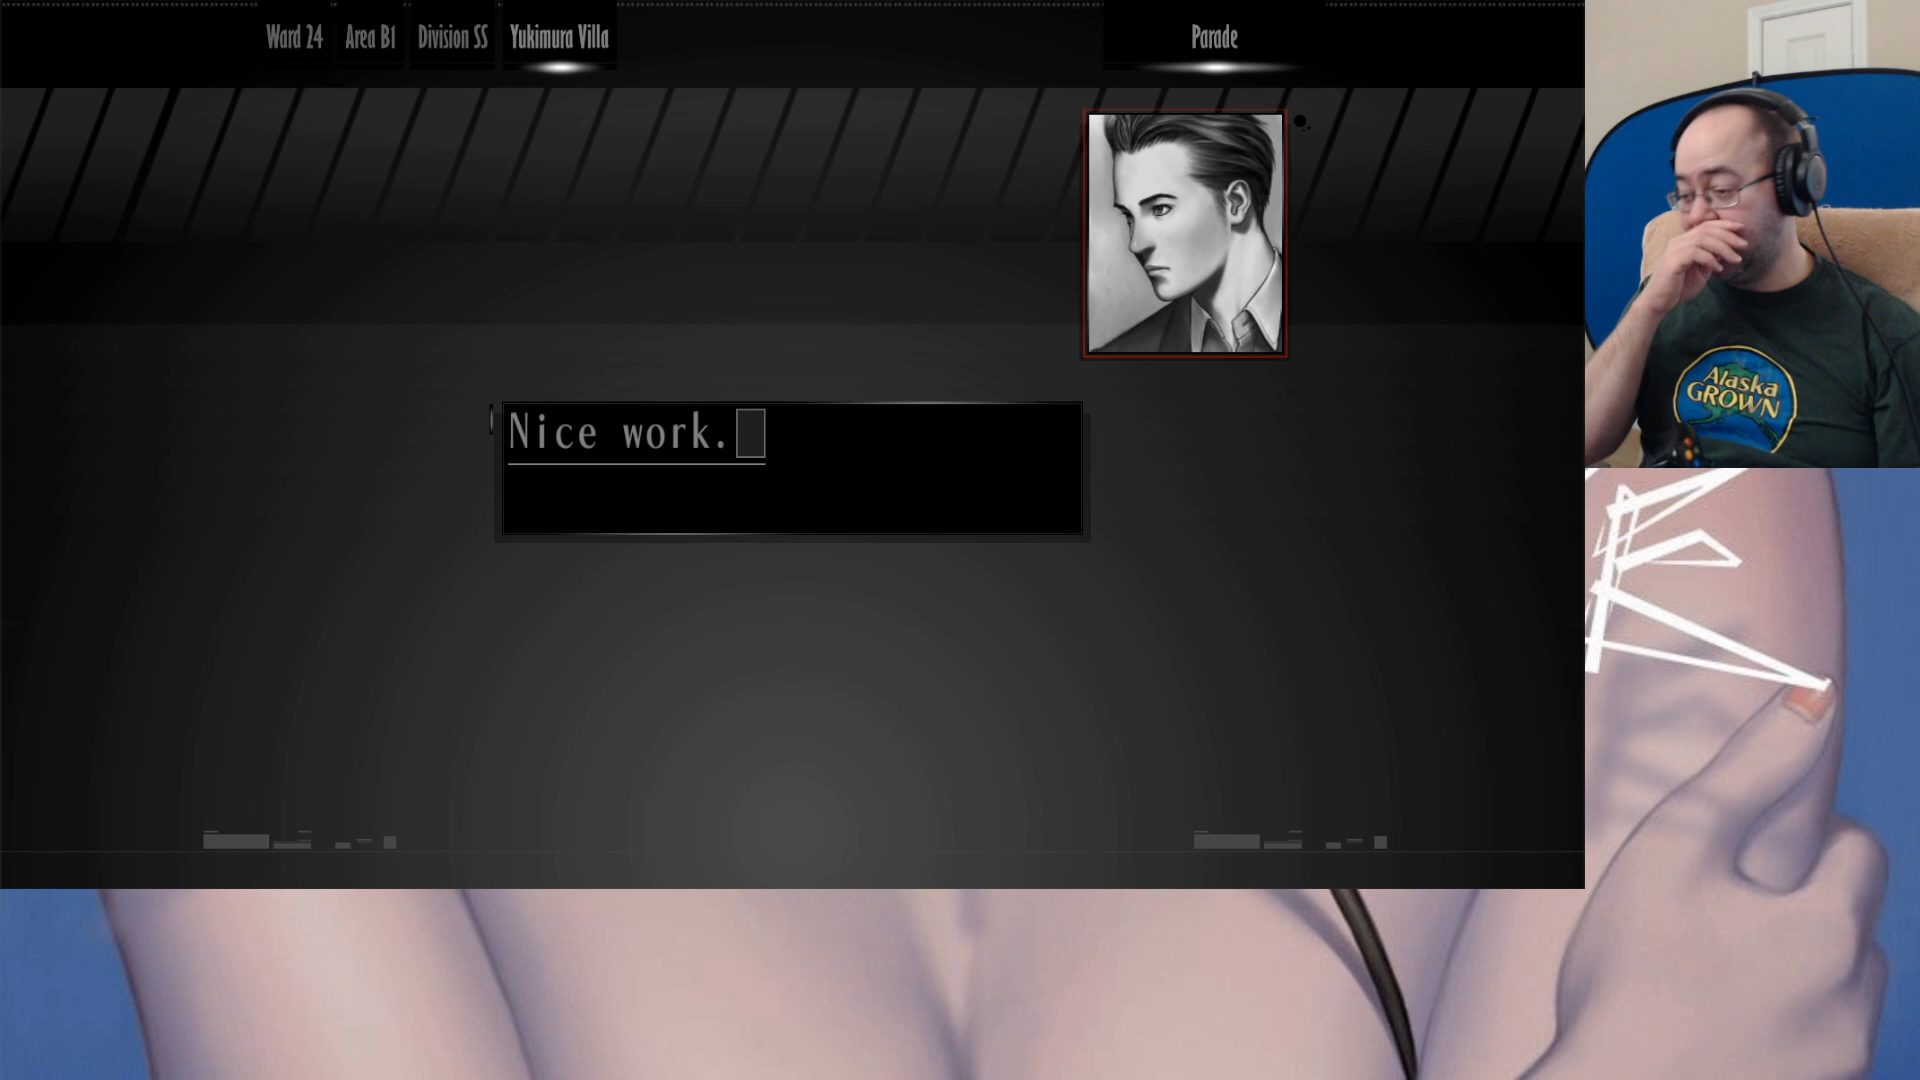 Ward 24
Area B1
Division SS
Yukimura Villa
Parade
Nice work.
Alaska
GROWN